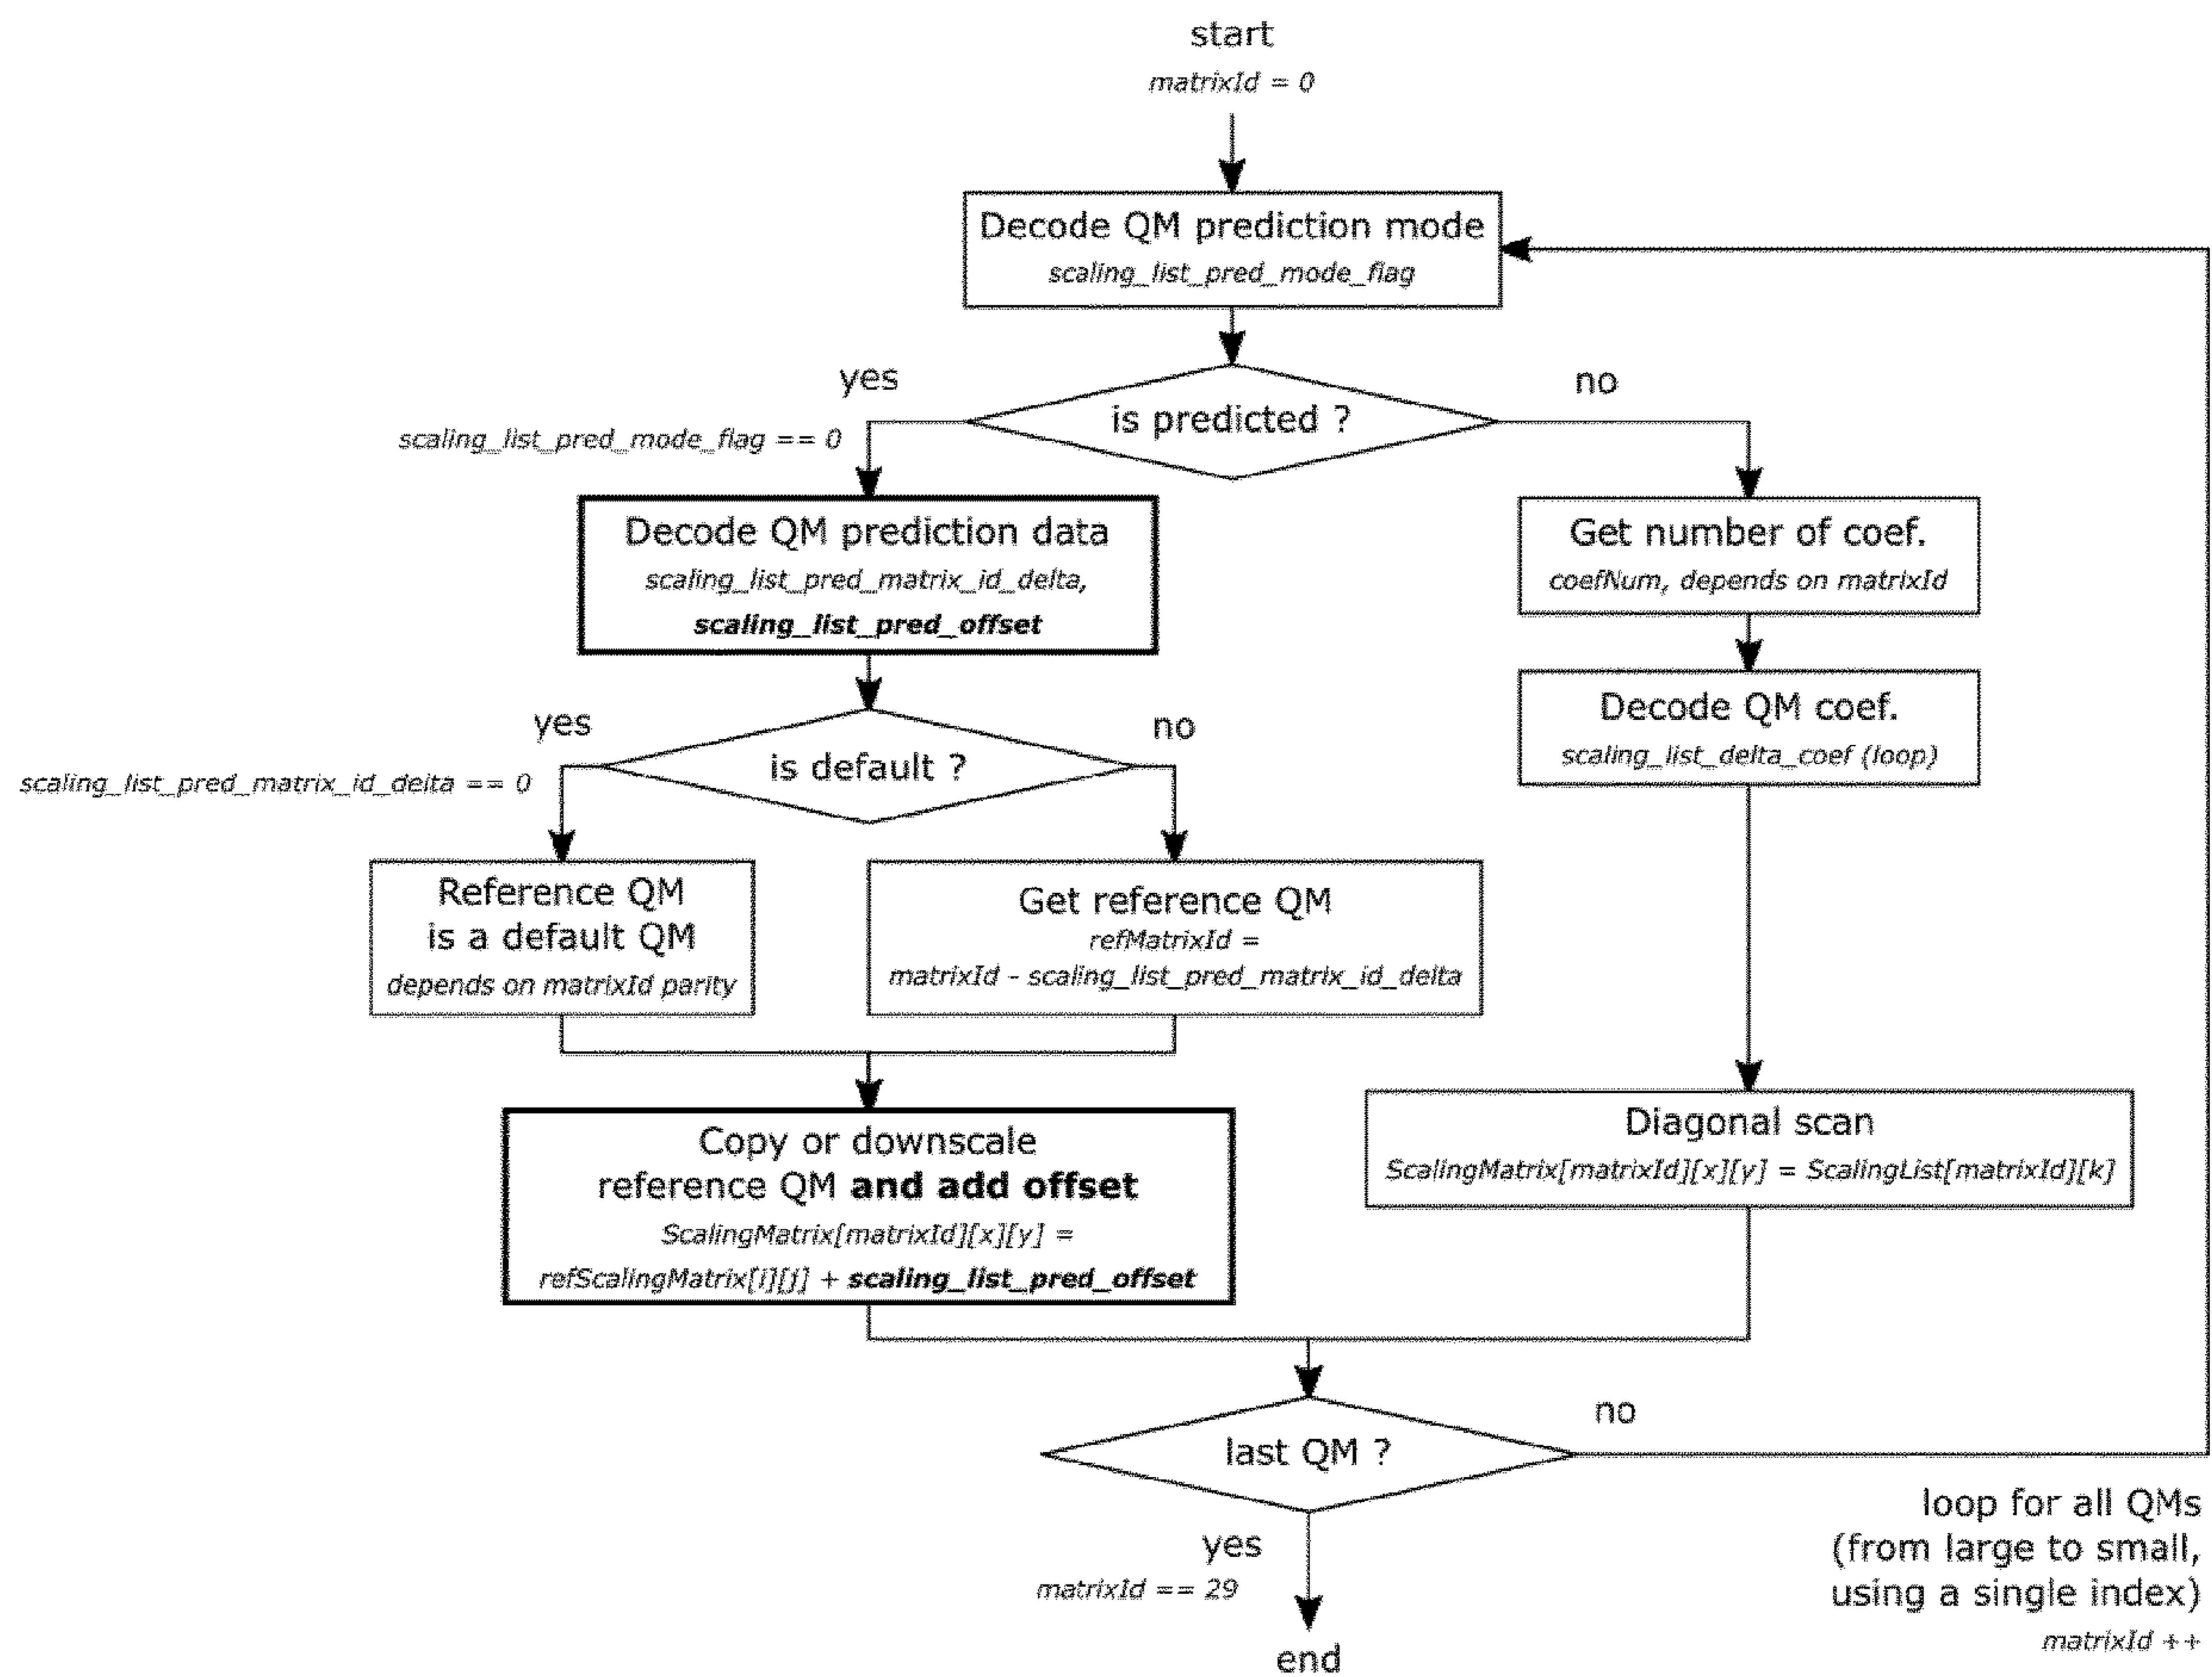 start
matrixId = 0
Decode QM prediction mode
scaling_list_pred_mode_flag
yes
no
is predicted ?
scaling_list_pred_mode_flag == 0
Decode QM prediction data
scaling_list_pred_matrix_id_delta,
scaling_list_pred_offset
Get number of coef.
coefNum, depends on matrixId
Decode QM coef.
scaling_list_delta_coef (loop)
yes
no
is default ?
scaling_list_pred_matrix_id_delta == 0
Reference QM
is a default QM
depends on matrixId parity
Get reference QM
refMatrixId =
matrixId - scaling_list_pred_matrix_id_delta
Copy or downscale
reference QM and add offset
ScalingMatrix[matrixId][x][y] =
refScalingMatrix[i][j] + scaling_list_pred_offset
Diagonal scan
ScalingMatrix[matrixId][x][y] = ScalingList[matrixId][k]
last QM ?
no
yes
matrixId == 29
end
loop for all QMs
(from large to small,
using a single index)
matrixId ++